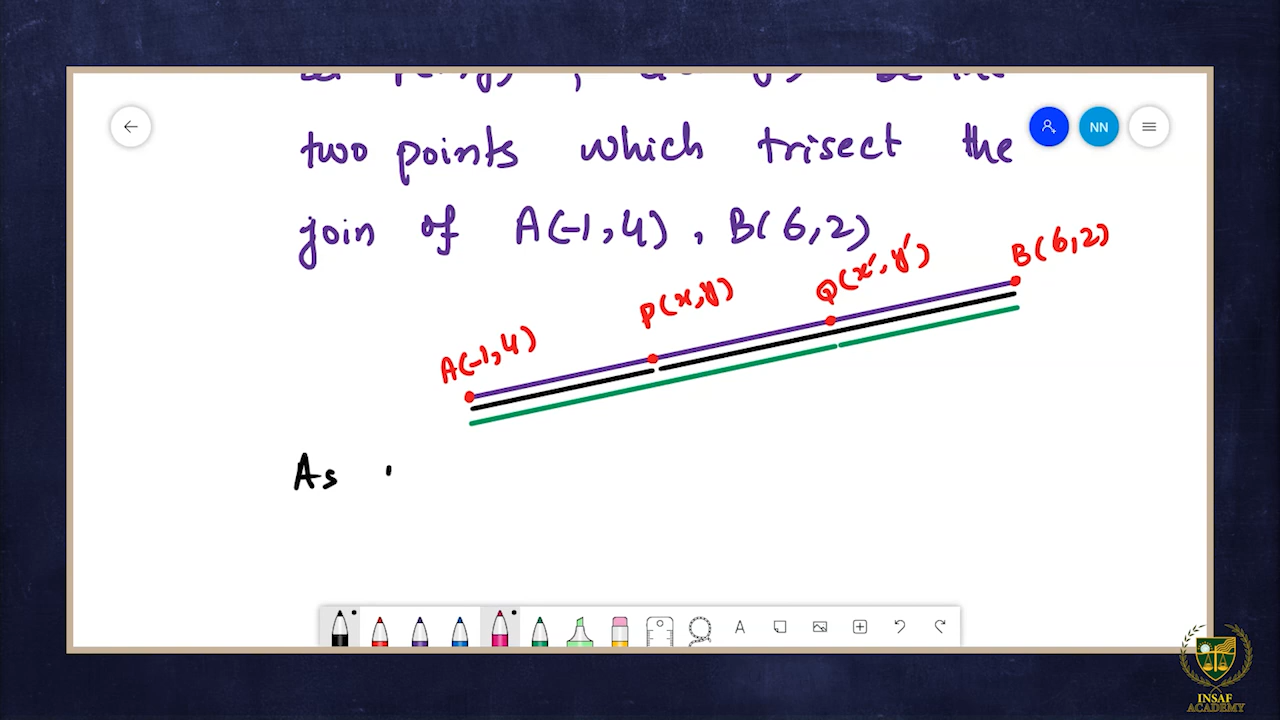 two points which trisect the
NN
join of A(-1,4), B(6,2)
B(6,2)
Q(x',y')
P(x,y)
A(-1,4)
As
A
INSAF
ACADEMY